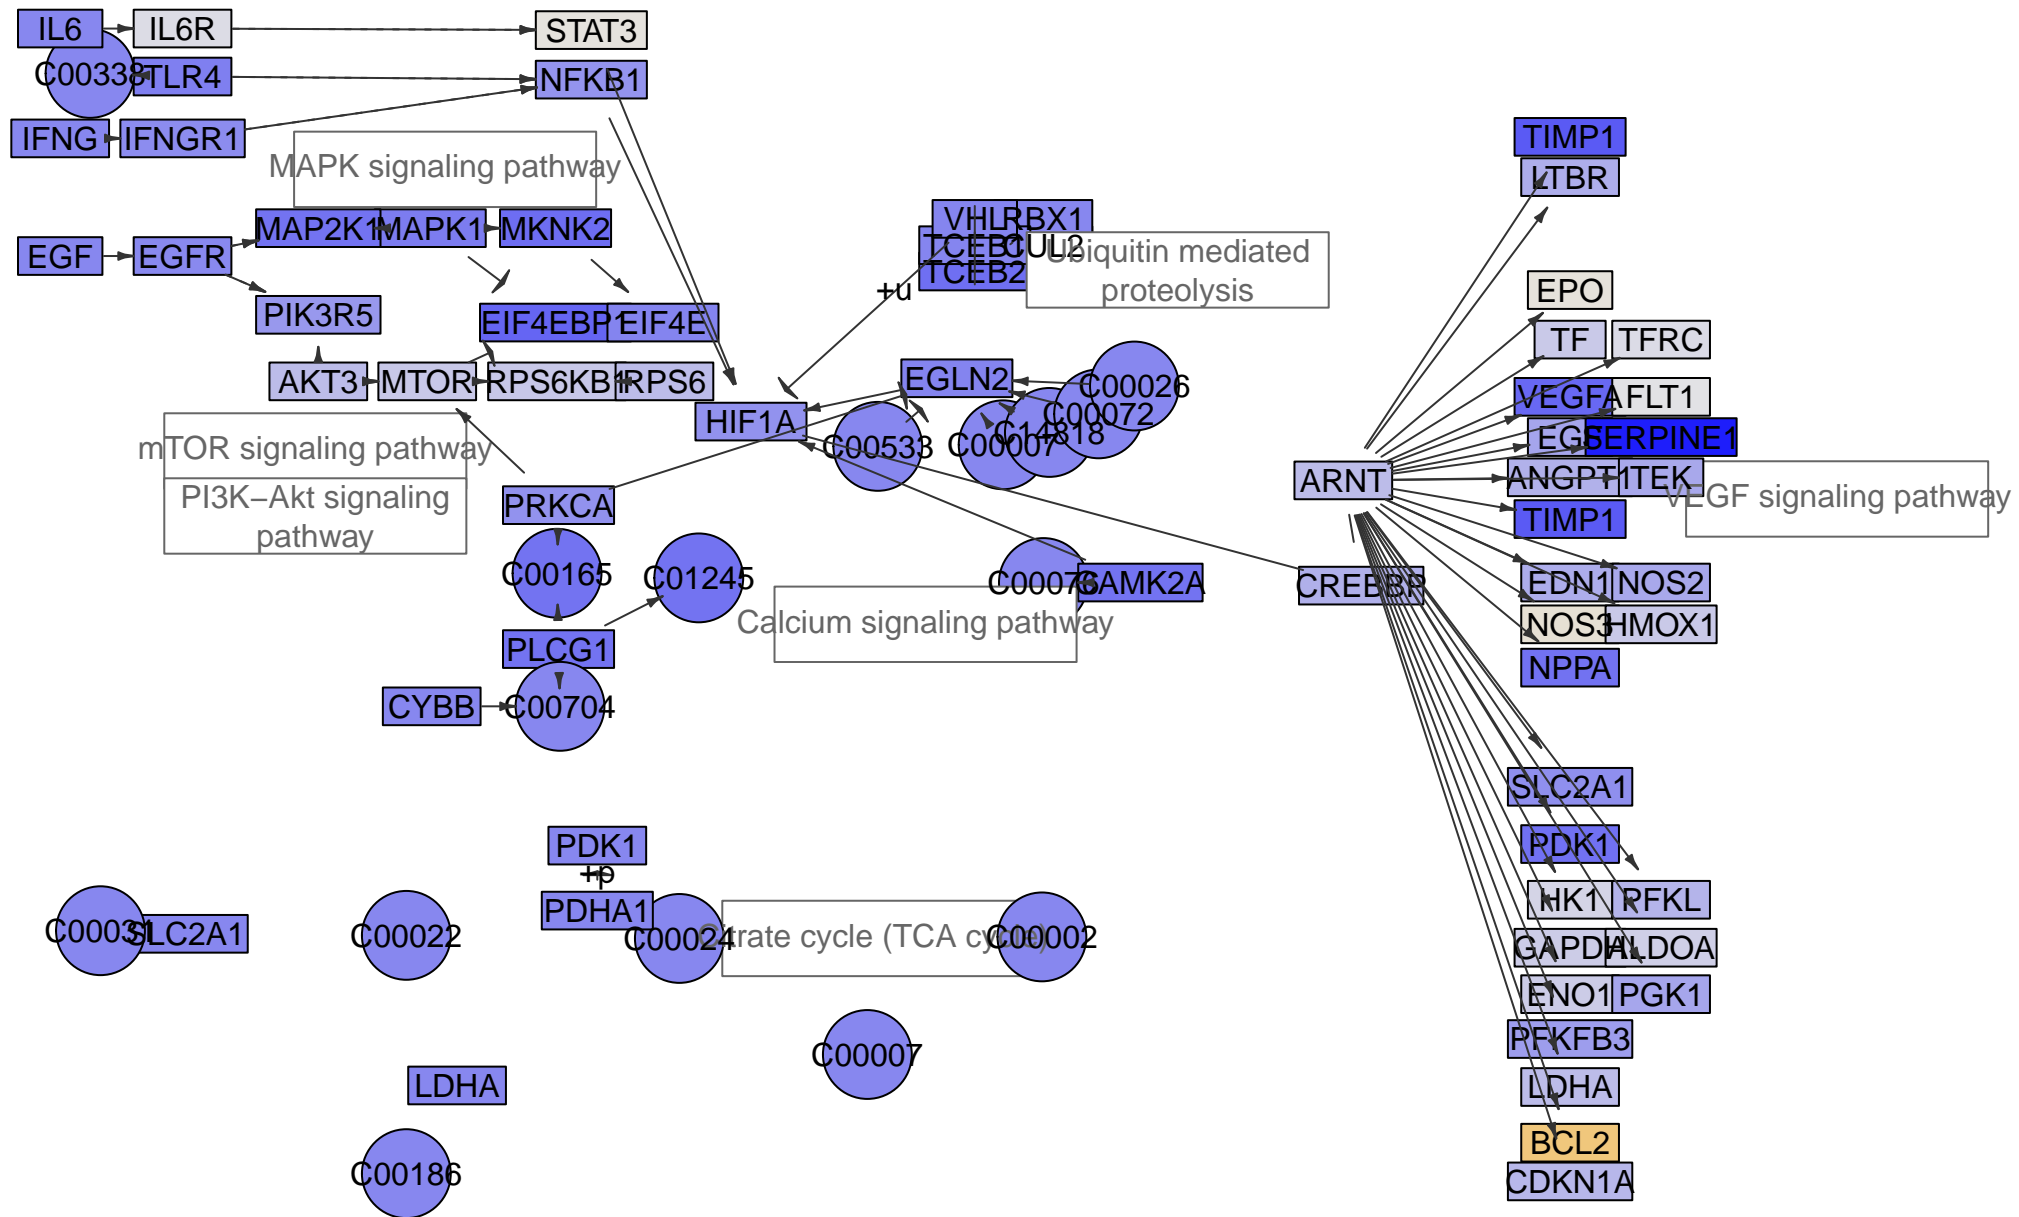 IL6
IL6R
STAT3
C00338
TLR4
NFKB1
IFNG
IFNGR1
MAPK signaling pathway
TIMP1
LTBR
MAP2K1
MAPK1
MKNK2
VHL
RBX1
EGF
EGFR
TCEB1
CUL2
TCEB2
Ubiquitin mediated
proteolysis
+u
EPO
PIK3R5
EIF4EBP1
EIF4E
TF
TFRC
AKT3
MTOR
RPS6KB1
RPS6
EGLN2
C00026
HIF1A
C00072
C14818
C00007
C00533
VEGFA
FLT1
mTOR signaling pathway
EGF
SERPINE1
PI3K–Akt signaling
pathway
ARNT
ANGPT1
TEK
VEGF signaling pathway
PRKCA
TIMP1
C00165
C01245
C00076
CAMK2A
CREBBP
EDN1
NOS2
Calcium signaling pathway
NOS3
HMOX1
PLCG1
NPPA
CYBB
C00704
SLC2A1
PDK1
+p
PDK1
HK1
PFKL
PDHA1
C00031
SLC2A1
C00022
C00024
Citrate cycle (TCA cycle)
C00002
GAPDH
ALDOA
ENO1
PGK1
C00007
PFKFB3
LDHA
LDHA
BCL2
C00186
CDKN1A